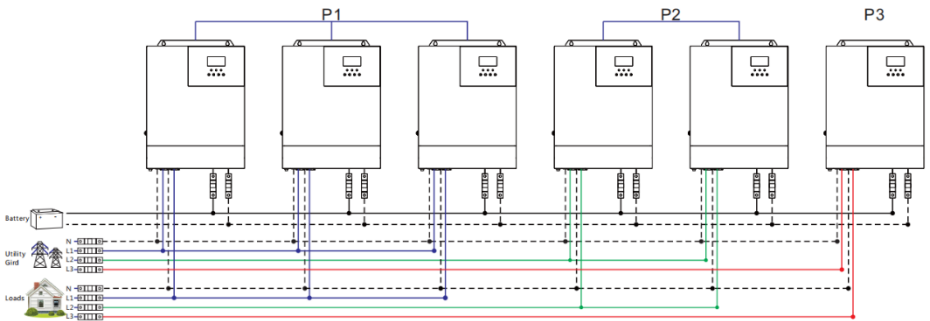 P1 P2 P3
Battery
Utility
Gird
N
L1
L2
L3
Loads
N
L1
L2
L3